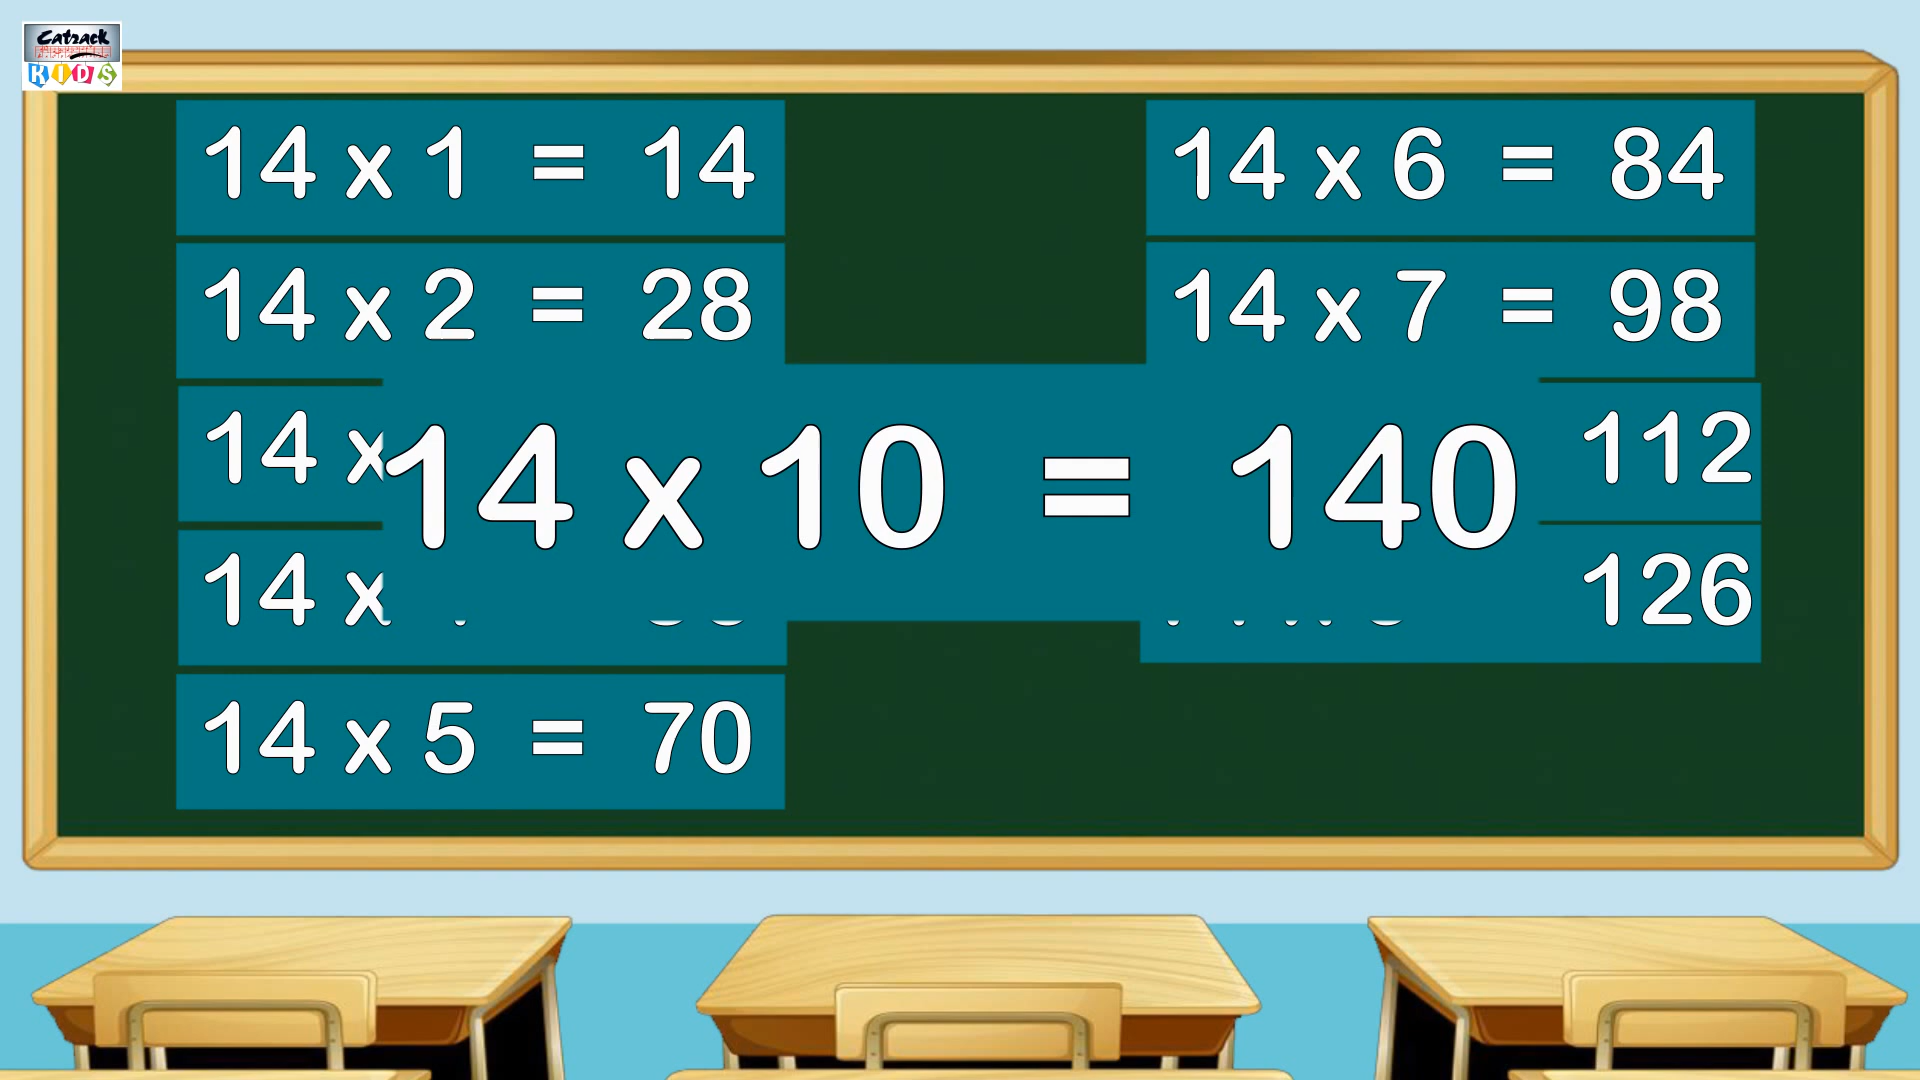 Catrack
KIDS
14 x 1 = 14
14 x 2 = 28
14 x
14 x
14 x 5 = 70
14 x 10 = 140
14 x 6 = 84
14 x 7 = 98
112
126